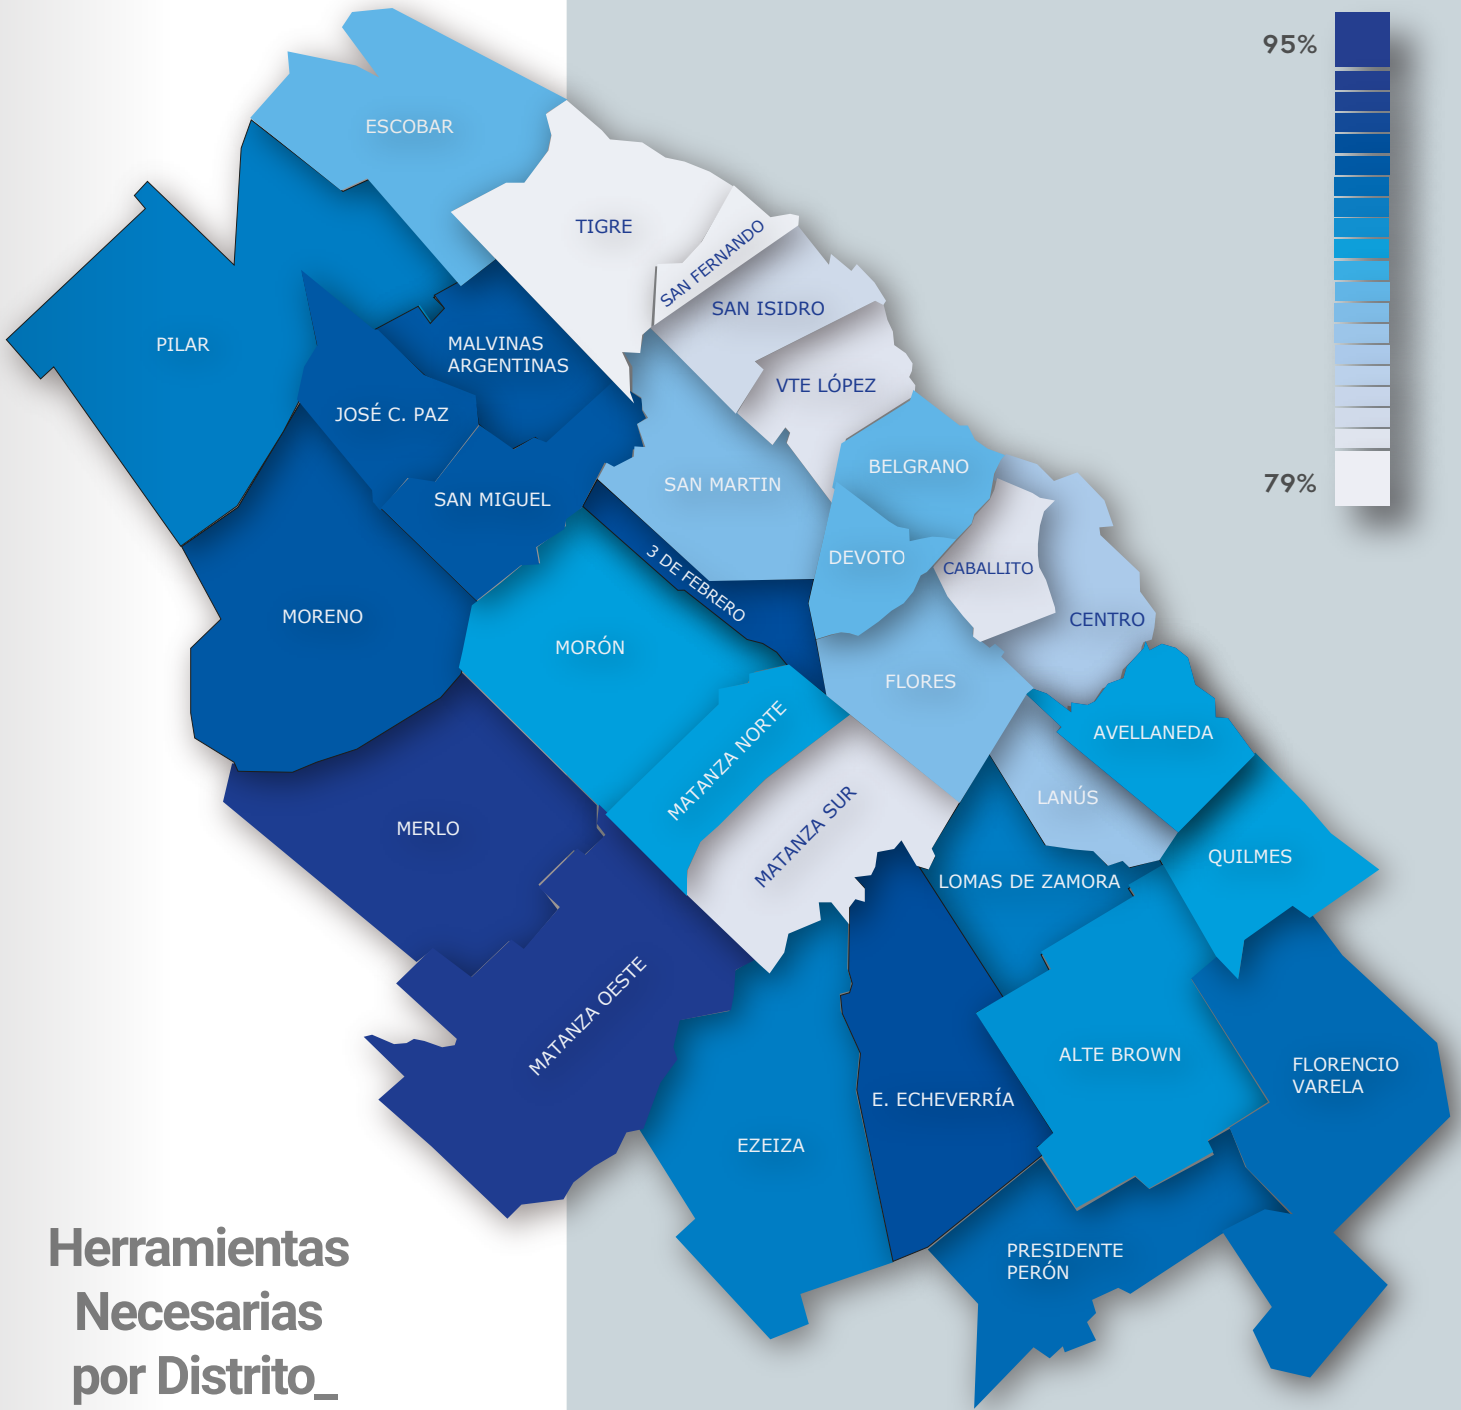 95%
ESCOBAR
TIGRE
SAN FERNANDO
SAN ISIDRO
PILAR
MALVINAS
ARGENTINAS
VTE LÓPEZ
JOSÉ C. PAZ
BELGRANO
SAN MARTIN
79%
SAN MIGUEL
3 DE FEBRERO
DEVOTO
CABALLITO
MORENO
CENTRO
MORÓN
FLORES
AVELLANEDA
MATANZA NORTE
LANÚS
MERLO
MATANZA SUR
QUILMES
LOMAS DE ZAMORA
MATANZA OESTE
ALTE BROWN
FLORENCIO
VARELA
E. ECHEVERRÍA
EZEIZA
PRESIDENTE
PERÓN
Herramientas
Necesarias
por Distrito_